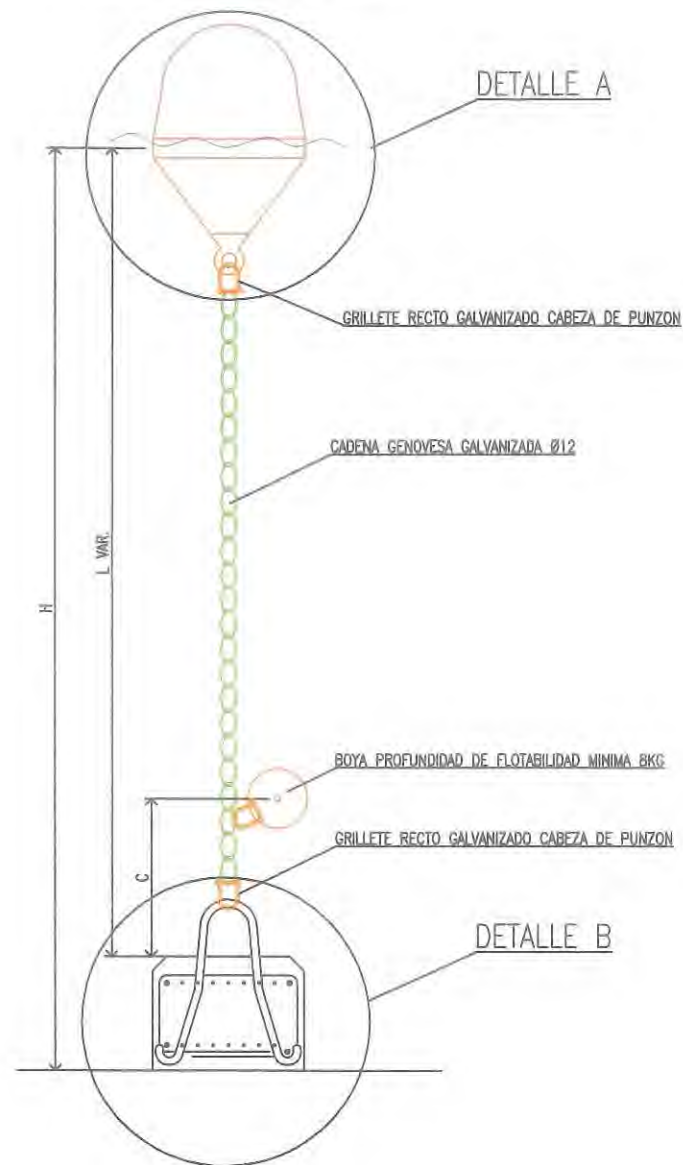 DETALLE A
GRILLETE RECTO GALVANIZADO CABEZA DE PUNZON
CADENA GENOVESA GALVANIZADA Ø12
L VAR.
H
BOYA PROFUNDIDAD DE FLOTABILIDAD MINIMA 8KG
GRILLETE RECTO GALVANIZADO CABEZA DE PUNZON
C
DETALLE B